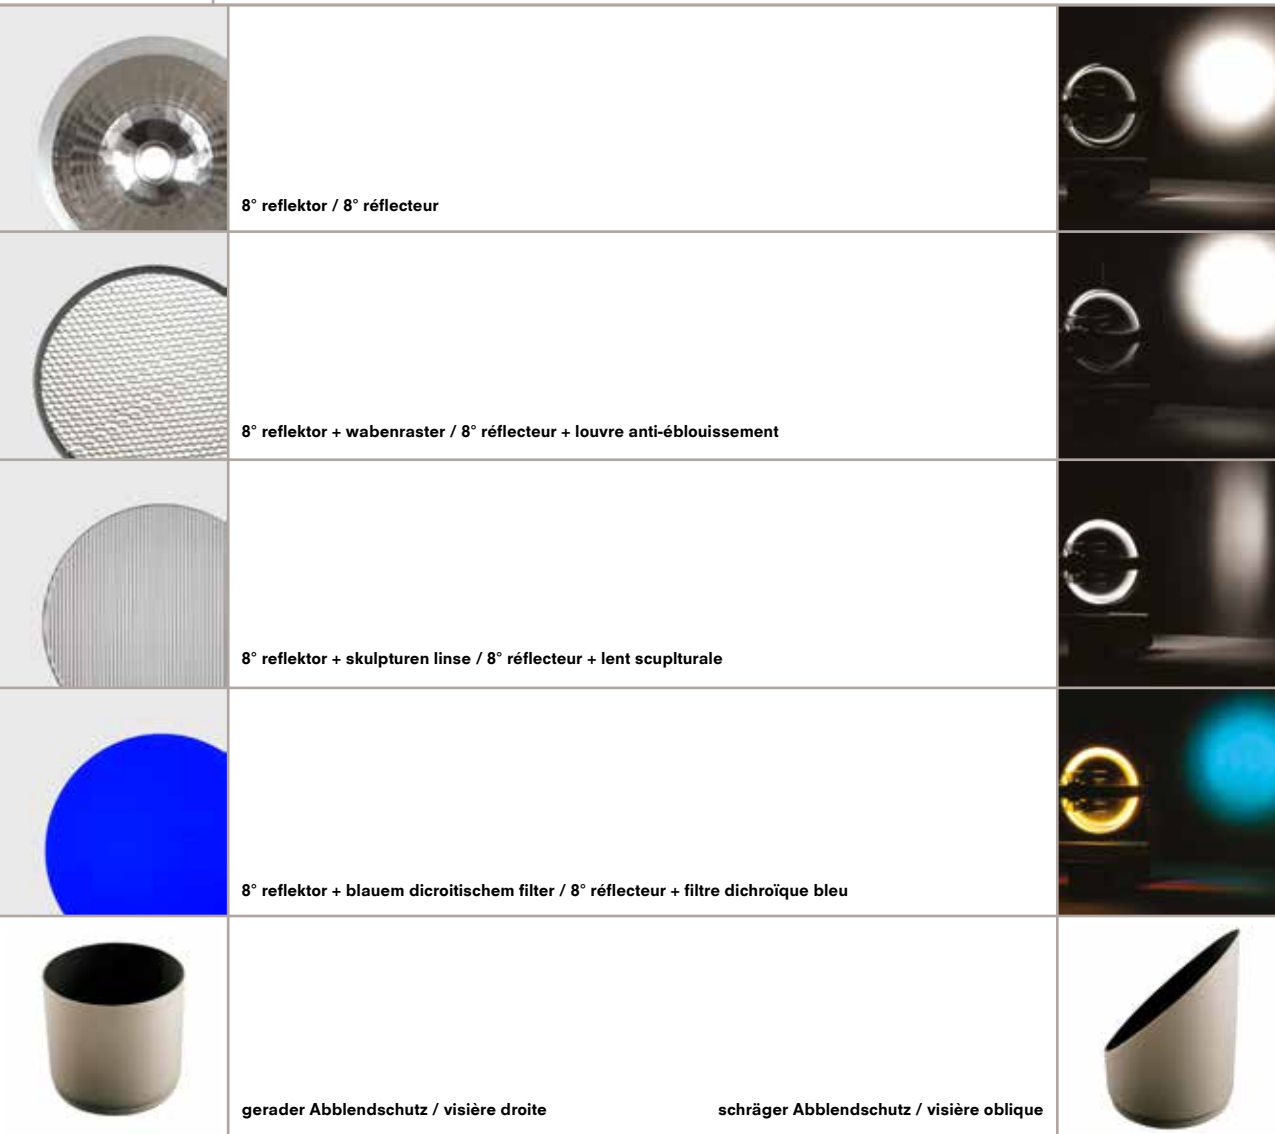 8° reflektor / 8° réflecteur
8° reflektor + wabenraster / 8° réflecteur + louvre anti-éblouissement
8° reflektor + skulpturen linse / 8° réflecteur + lent scuplturale
8° reflektor + blauem dicroitischem filter / 8° réflecteur + filtre dichroïque bleu
gerader Abblendschutz / visière droite
schräger Abblendschutz / visière oblique